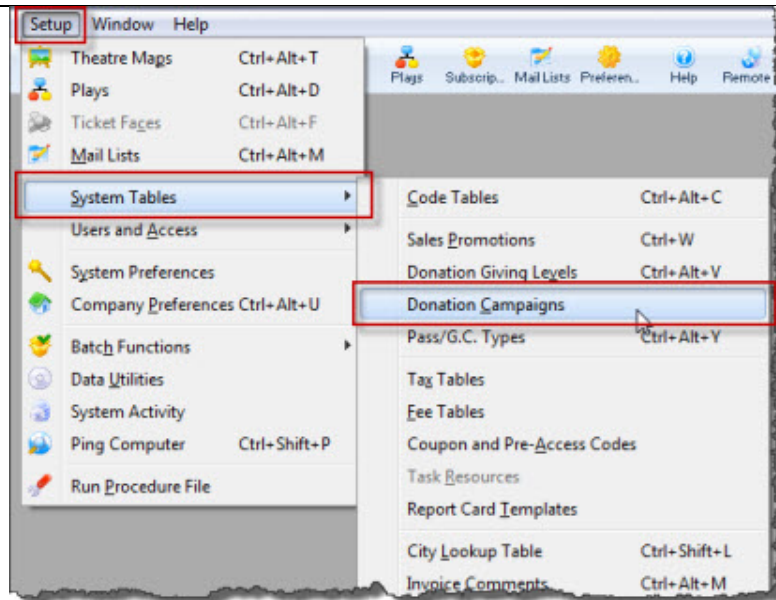 Setup Window Help
Theatre Maps Ctrl+Alt+T
Plays Ctrl+Alt+D
Ticket Faces Ctrl+Alt+F
Mail Lists Ctrl+Alt+M
System Tables
Users and Access
System Preferences
Company Preferences Ctrl+Alt+U
Batch Functions
Data Utilities
System Activity
Ping Computer Ctrl+Shift+P
Run Procedure File
Plays Subscrip... Mail Lists Preferen... Help Remote
Code Tables Ctrl+Alt+C
Sales Promotions Ctrl+W
Donation Giving Levels Ctrl+Alt+V
Donation Campaigns
Pass/G.C. Types Ctrl+Alt+Y
Tax Tables
Fee Tables
Coupon and Pre-Access Codes
Task Resources
Report Card Templates
City Lookup Table Ctrl+Shift+L
Invoice Comments Ctrl+Alt+M